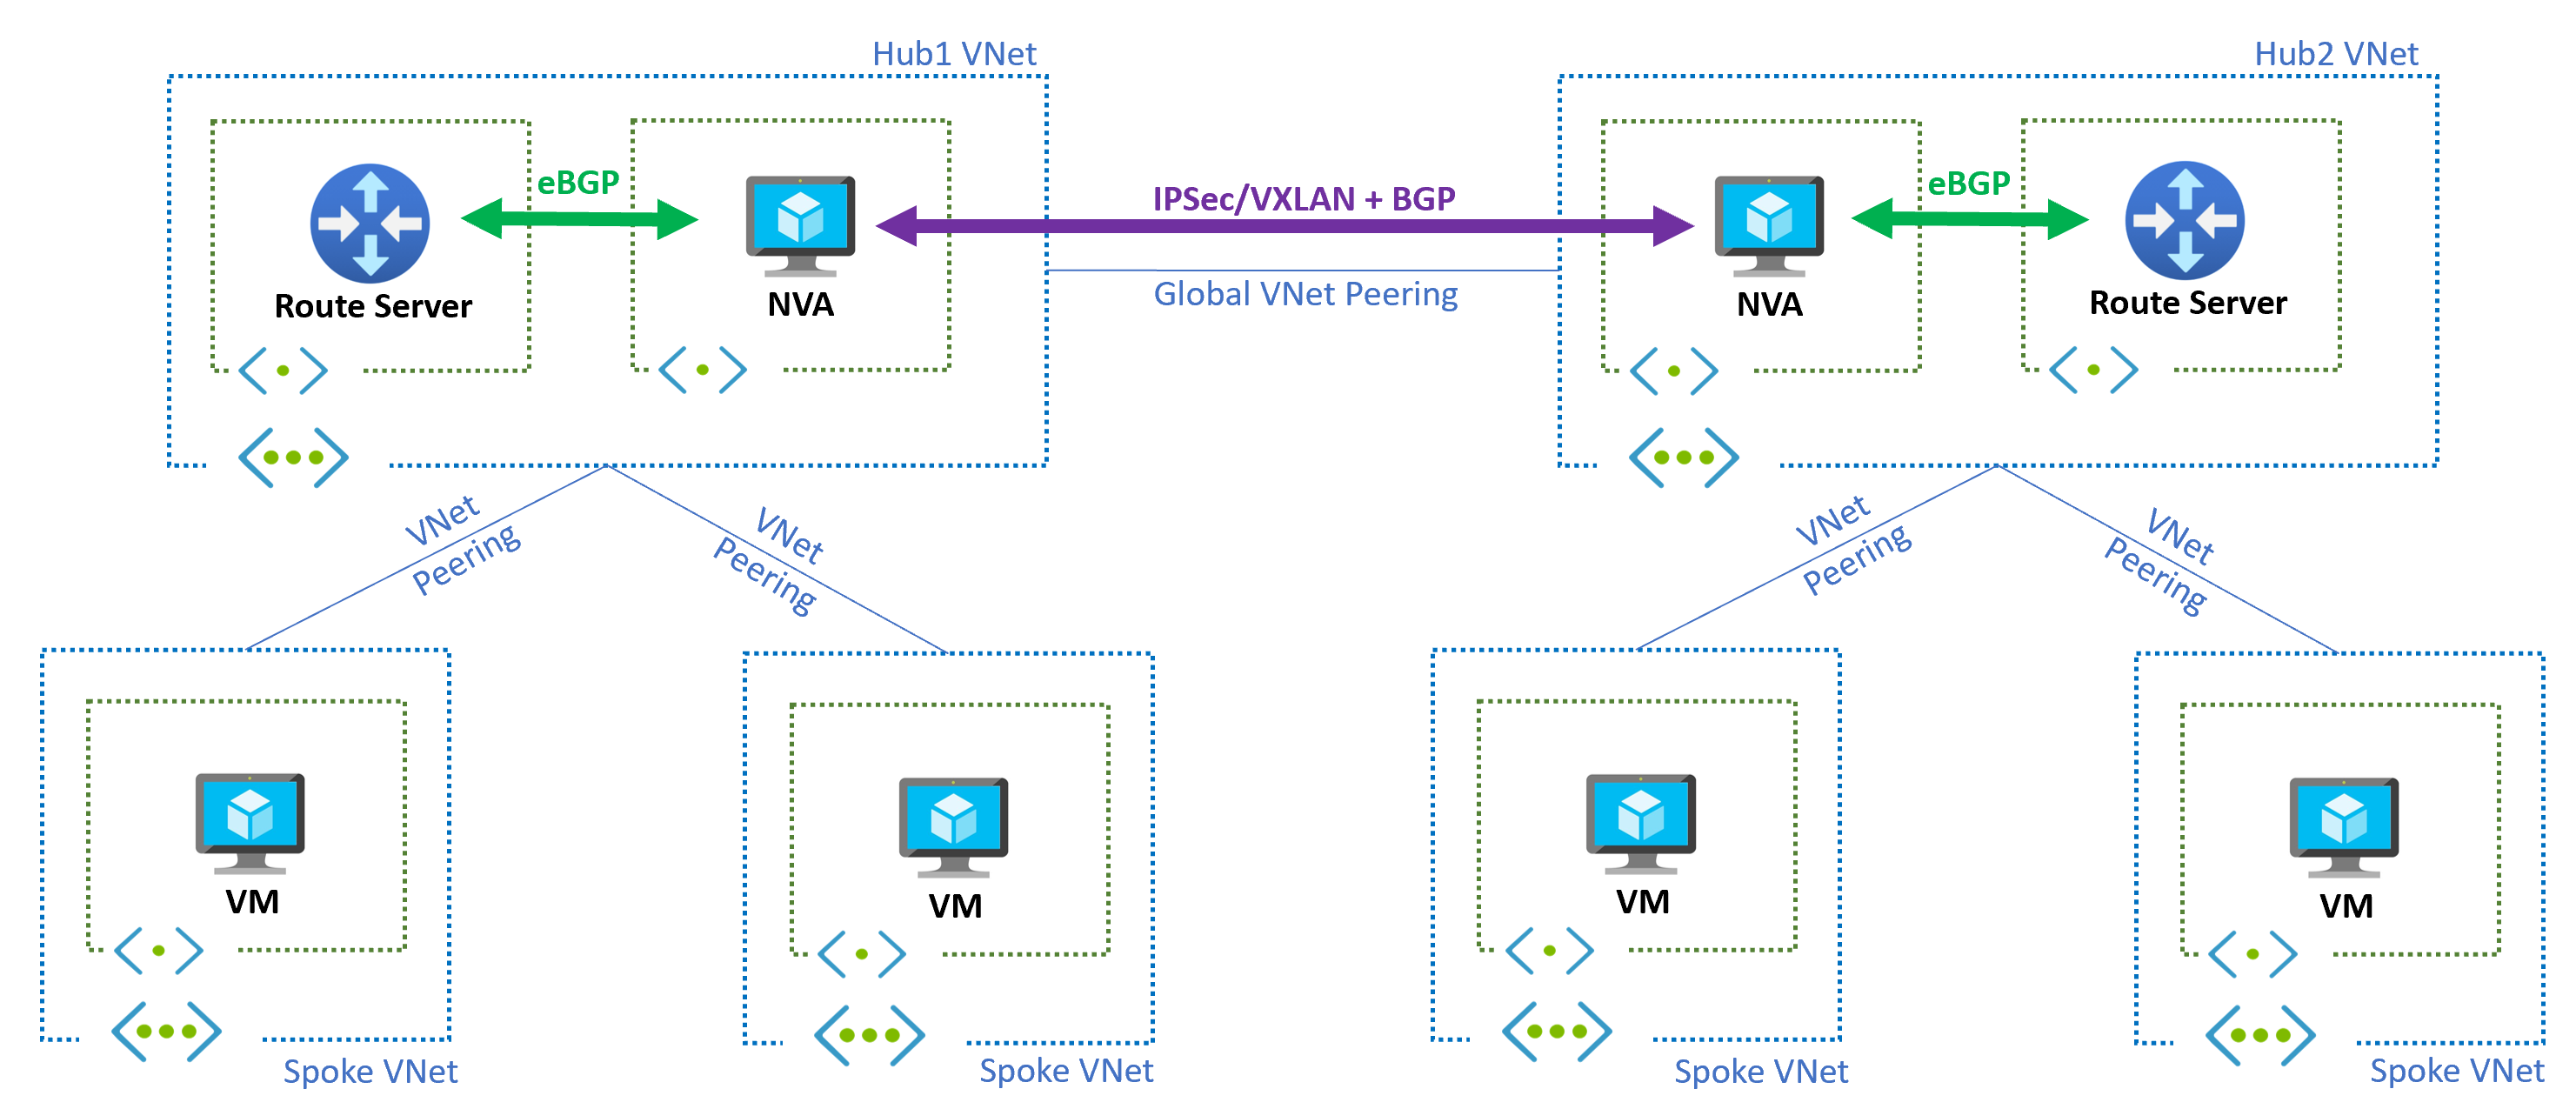 Hub1 VNet
Hub2 VNet
eBGP
IPSec/VXLAN + BGP
eBGP
Route Server
NVA
Global VNet Peering
NVA
Route Server
VNet
Peering
VNet
Peering
VNet
Peering
VNet
Peering
VM
VM
VM
VM
Spoke VNet
Spoke VNet
Spoke VNet
Spoke VNet